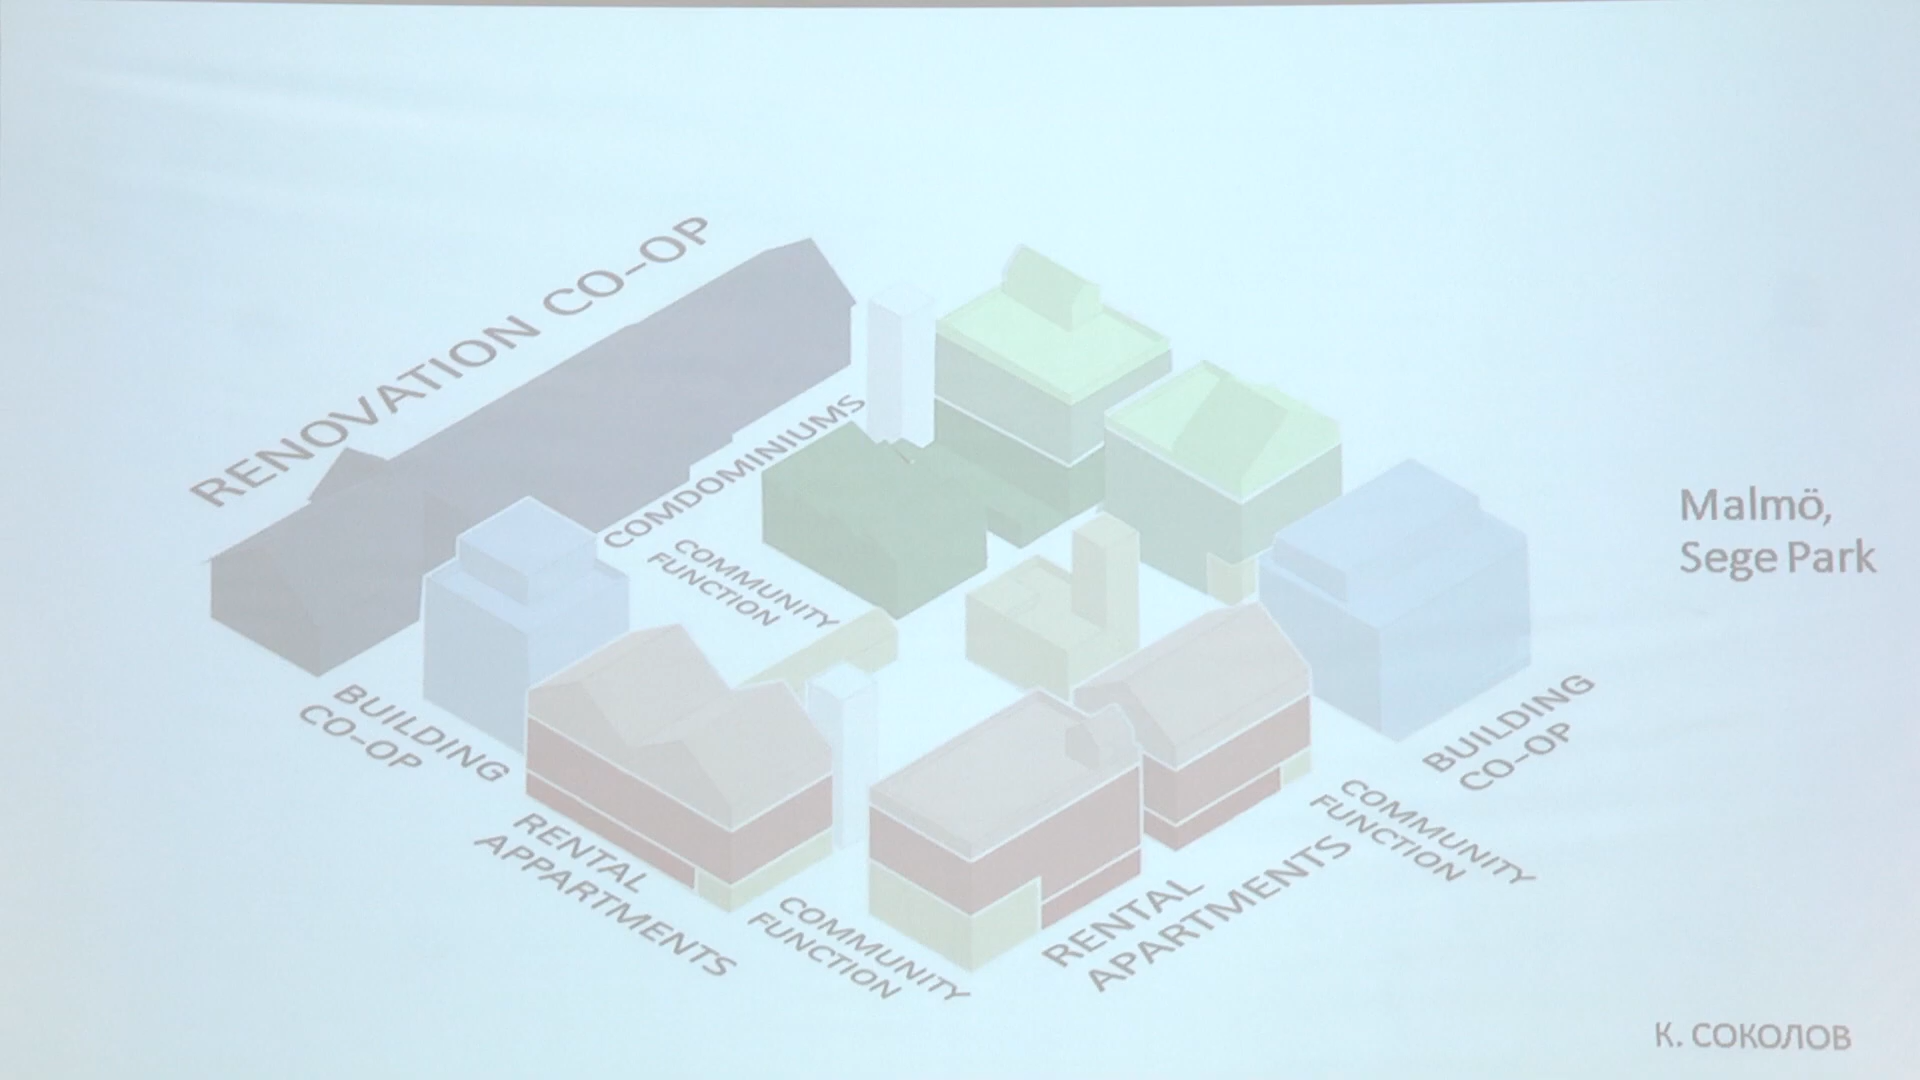 RENOVATION CO-OP
COMDOMINIUMS
COMMUNITY
FUNCTION
Malmö,
Sege Park
BUILDING
CO-OP
BUILDING
CO-OP
RENTAL
APPARTMENTS
COMMUNITY
FUNCTION
RENTAL
APARTMENTS
COMMUNITY
FUNCTION
К. СОКОЛОВ